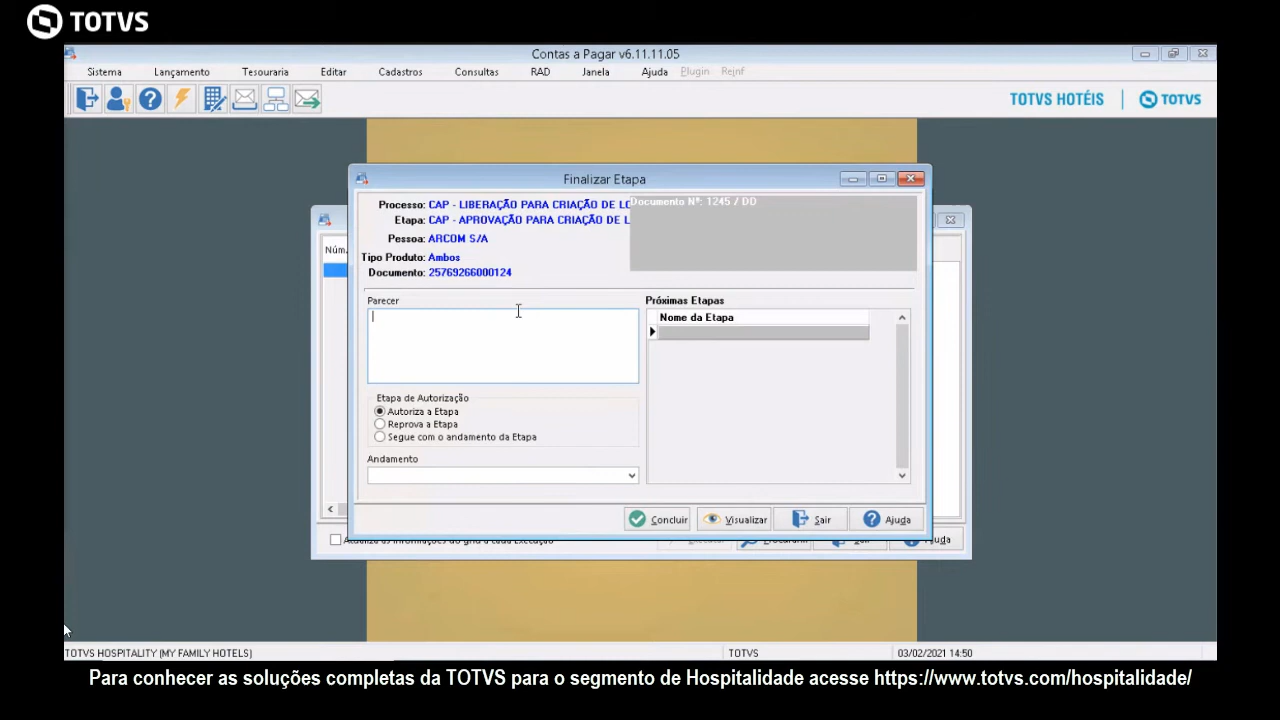 TOTVS
Contas a Pagar v6.11.11.05
Sistema Lançamento Tesouraria Editar Cadastros Consultas RAD Janela Ajuda Plugin Reinf
TOTVS HOTÉIS TOTVS
Finalizar Etapa
Processo: CAP - LIBERAÇÃO PARA CRIAÇÃO DE LO
Documento Nº: 1245 / DD
Etapa: CAP - APROVAÇÃO PARA CRIAÇÃO DE L
Pessoa: ARCOM S/A
Núm.
Tipo Produto: Ambos
Documento: 25769266000124
Parecer
Próximas Etapas
Nome da Etapa
Etapa de Autorização
Autoriza a Etapa
Reprova a Etapa
Segue com o andamento da Etapa
Andamento
Concluir Visualizar Sair Ajuda
TOTVS HOSPITALITY (MY FAMILY HOTELS) TOTVS 03/02/2021 14:50
Para conhecer as soluções completas da TOTVS para o segmento de Hospitalidade acesse https://www.totvs.com/hospitalidade/